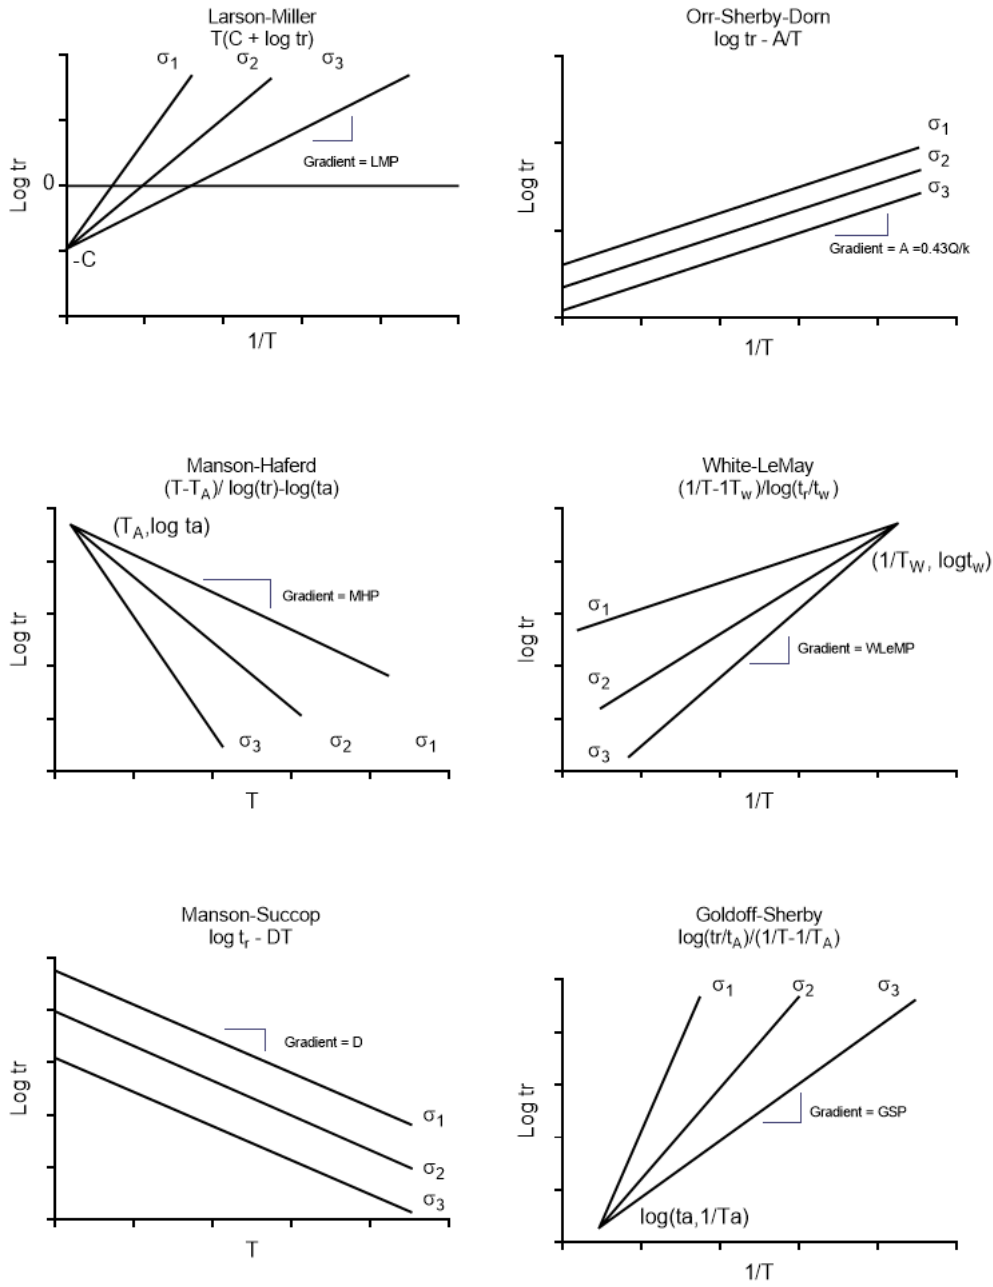 Larson-Miller
T(C + log tr)
σ1 σ2 σ3
Gradient = LMP
Log tr
0
-C
1/T
Orr-Sherby-Dorn
log tr - A/T
σ1
σ2
σ3
Gradient = A =0.43Q/k
Log tr
1/T
Manson-Haferd
(T-TA)/ log(tr)-log(ta)
(TA,log ta)
Gradient = MHP
Log tr
σ3 σ2 σ1
T
White-LeMay
(1/T-1Tw)/log(tr/tw)
(1/TW, logtw)
σ1
Gradient = WLeMP
log tr
σ2
σ3
1/T
Manson-Succop
log tr - DT
Gradient = D
Log tr
σ1
σ2
σ3
T
Goldoff-Sherby
log(tr/tA)/(1/T-1/TA)
σ1 σ2 σ3
Gradient = GSP
Log tr
log(ta,1/Ta)
1/T